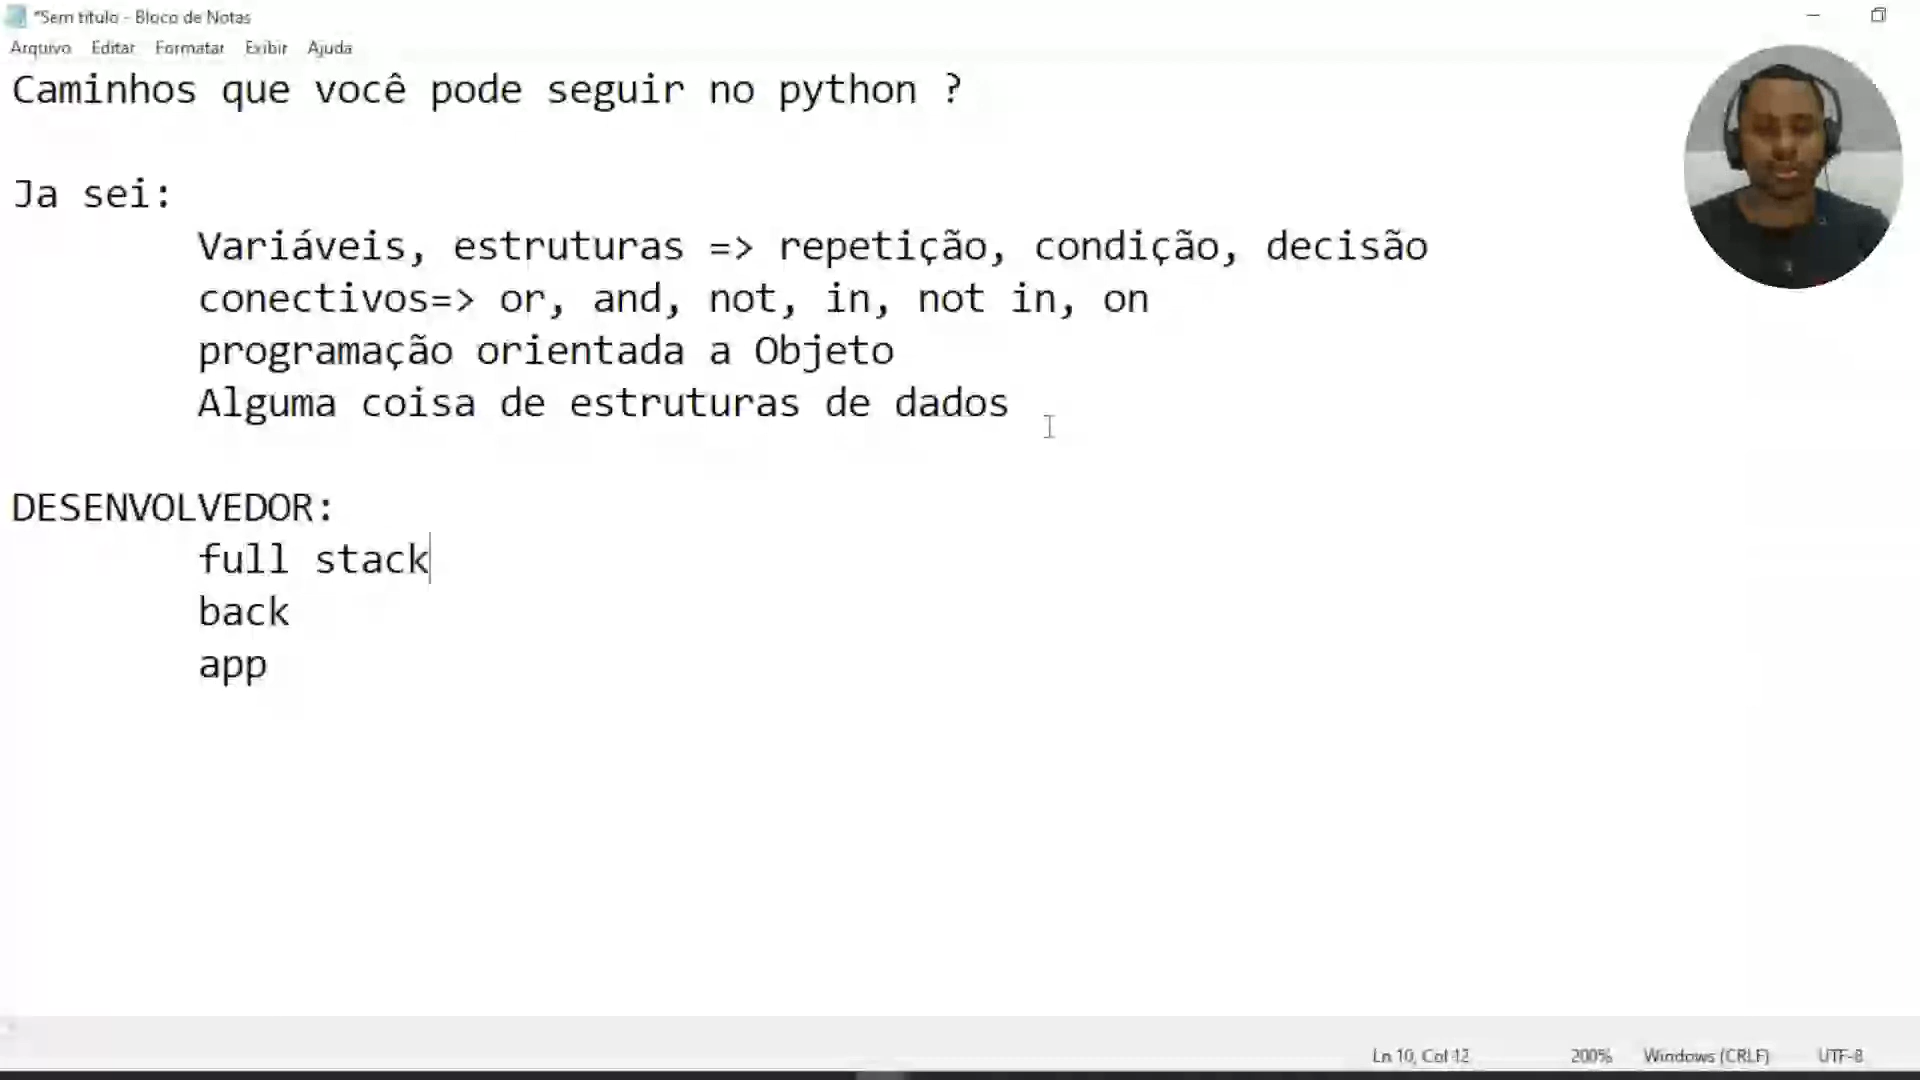 *Sem título - Bloco de Notas
Arquivo Editar Formatar Exibir Ajuda
Caminhos que você pode seguir no python ?
Ja sei:
Variáveis, estruturas => repetição, condição, decisão
conectivos=> or, and, not, in, not in, on
programação orientada a Objeto
Alguma coisa de estruturas de dados
DESENVOLVEDOR:
full stack
back
app
Ln 10, Col 12 200% Windows (CRLF) UTF-8